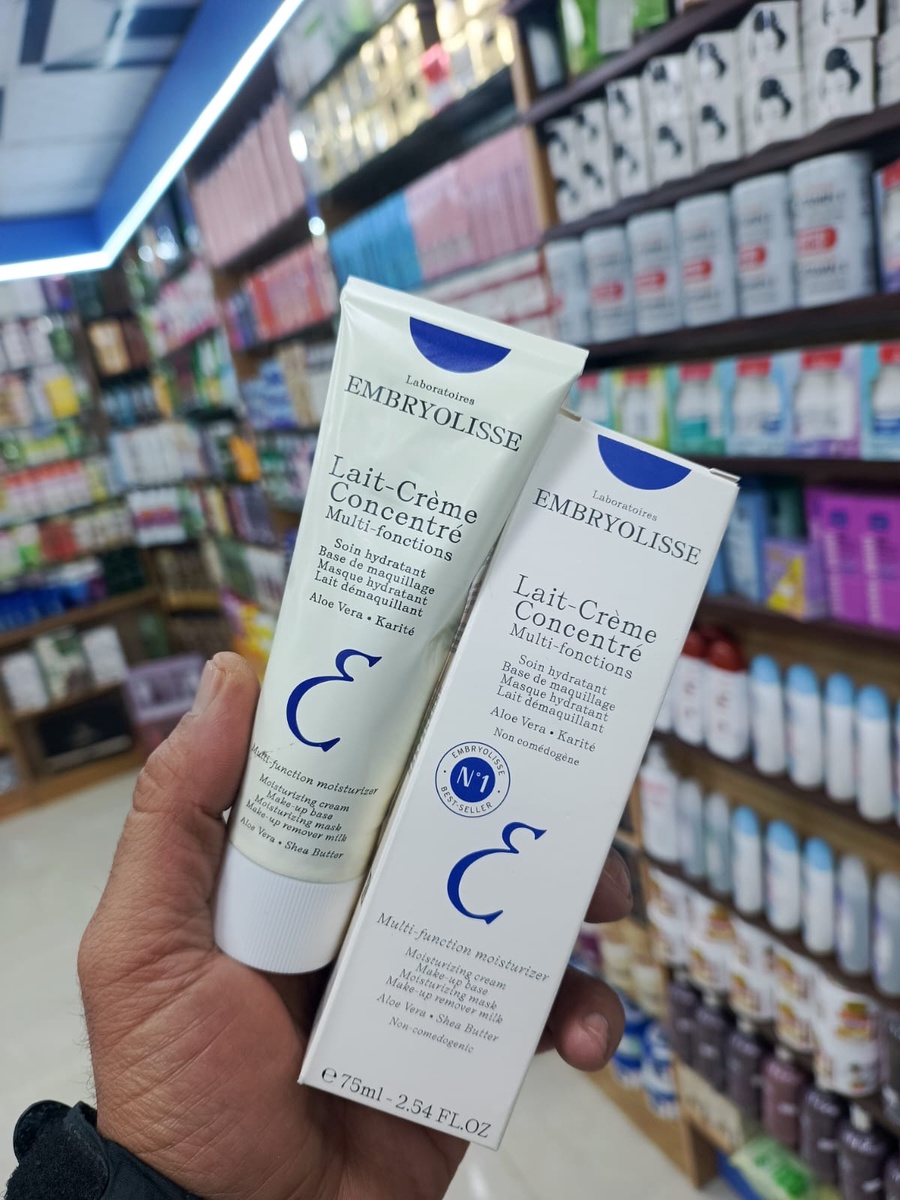 Laboratoires
EMBRYOLISSE
Lait-Crème
Concentré
Multi-fonctions
Soin hydratant
Base de maquillage
Masque hydratant
Lait démaquillant
Aloe Vera • Karité
E
Multi-function moisturizer
Moisturizing cream
Make-up base
Moisturizing mask
Make-up remover milk
Aloe Vera • Shea Butter
Laboratoires
EMBRYOLISSE
Lait-Crème
Concentré
Multi-fonctions
Soin hydratant
Base de maquillage
Masque hydratant
Lait démaquillant
Aloe Vera • Karité
Non comédogène
EMBRYOLISSE
N°1
BEST-SELLER
E
Multi-function moisturizer
Moisturizing cream
Make-up base
Moisturizing mask
Make-up remover milk
Aloe Vera • Shea Butter
Non-comedogenic
℮ 75ml - 2.54 FL.OZ